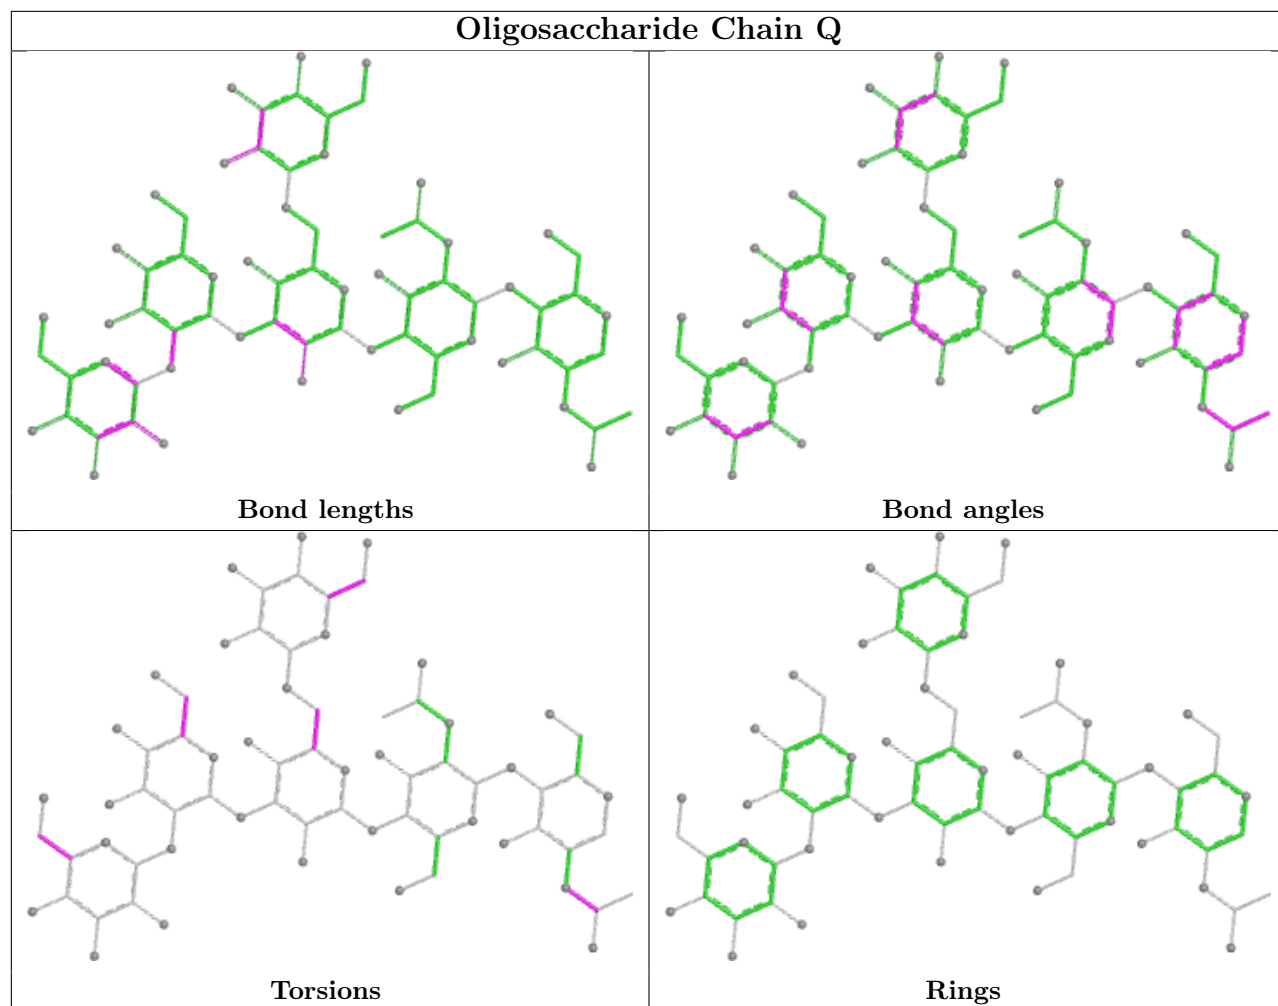 Oligosaccharide Chain Q
Bond lengths
Bond angles
Torsions
Rings